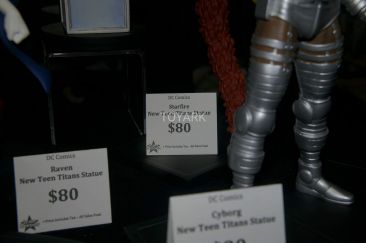 DC Comics
Starfire
New Teen Titans Statue
$80
TOYARK
DC Comics
Raven
New Teen Titans Statue
$80
DC Comics
Cyborg
New Teen Titans Statue